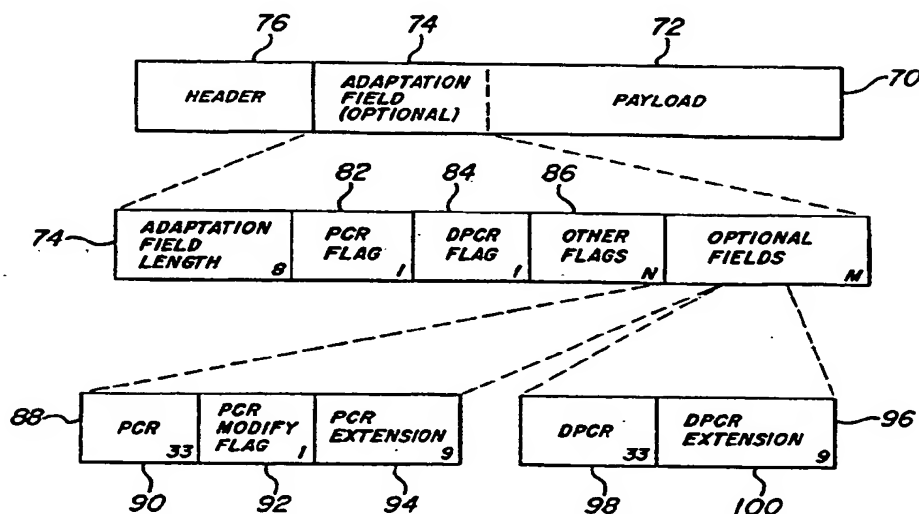 76
74
72
HEADER
ADAPTATION
FIELD
(OPTIONAL)
PAYLOAD
70
82
84
86
74
ADAPTATION
FIELD
LENGTH
8
PCR
FLAG
1
DPCR
FLAG
1
OTHER
FLAGS
N
OPTIONAL
FIELDS
M
88
PCR
33
PCR
MODIFY
FLAG
1
PCR
EXTENSION
9
DPCR
33
DPCR
EXTENSION
9
96
90
92
94
98
100